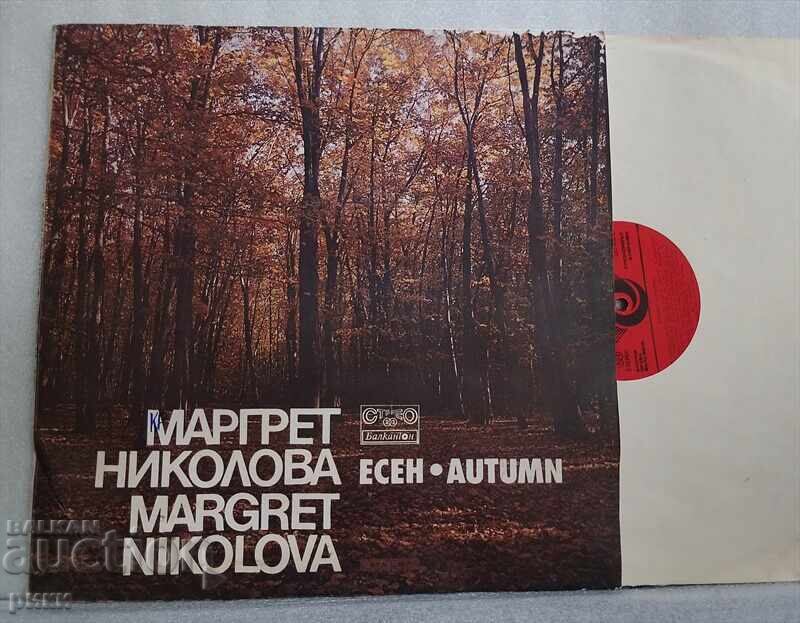 МАРГРЕТ
НИКОЛОВА
MARGRET
NIKOLOVA
СТЕРЕО
Балкантон
ЕСЕН • AUTUMN
К
BALKAN
auction